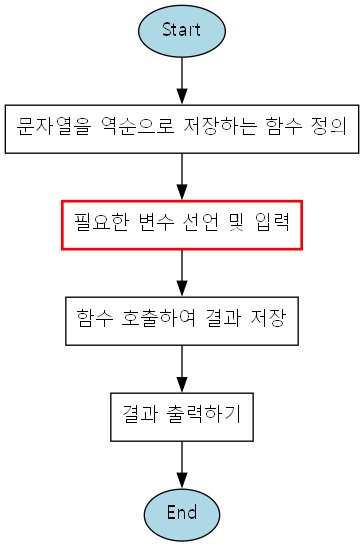 Start
문자열을 역순으로 저장하는 함수 정의
필요한 변수 선언 및 입력
함수 호출하여 결과 저장
결과 출력하기
End